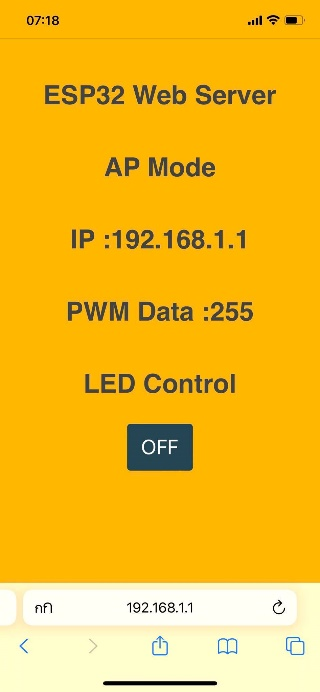 07:18
ESP32 Web Server
AP Mode
IP :192.168.1.1
PWM Data :255
LED Control
OFF
กกิ 192.168.1.1